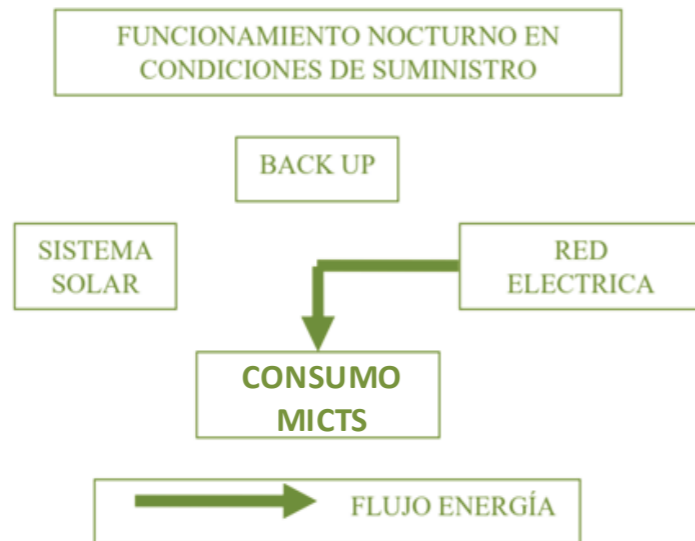 FUNCIONAMIENTO NOCTURNO EN
CONDICIONES DE SUMINISTRO
BACK UP
SISTEMA
SOLAR
RED
ELECTRICA
CONSUMO
MICTS
FLUJO ENERGÍA